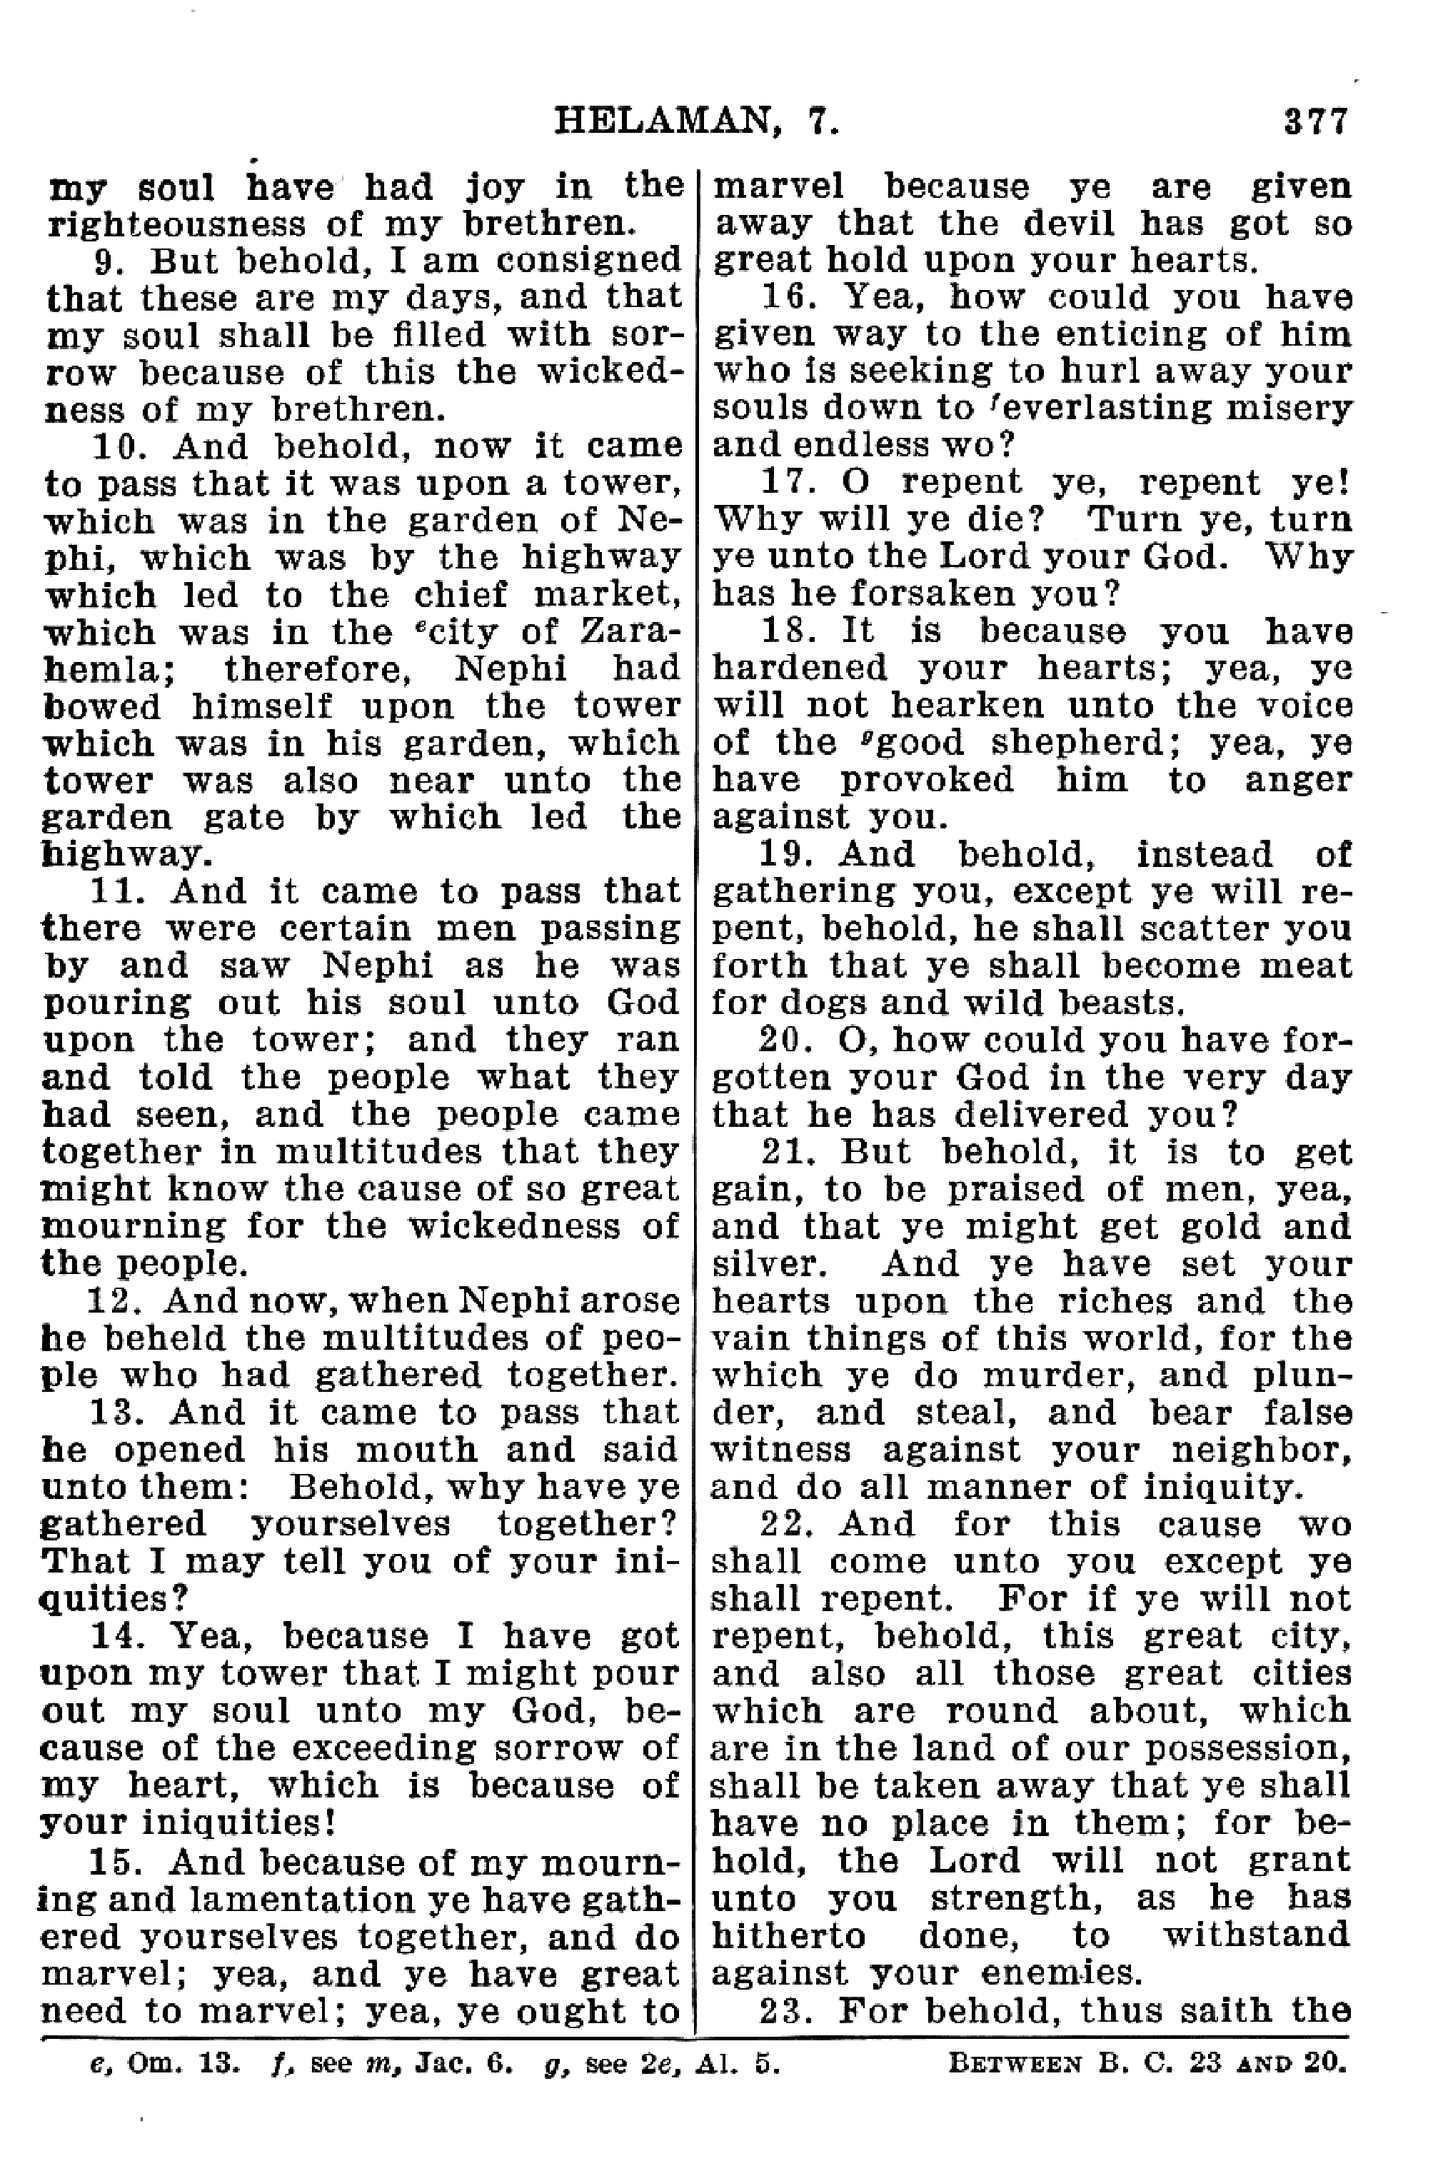 HELAMAN, 7.
377
my soul have had joy in the
righteousness of my brethren.
9. But behold, I am consigned
that these are my days, and that
my soul shall be filled with sor-
row because of this the wicked-
ness of my brethren.
10. And behold, now it came
to pass that it was upon a tower,
which was in the garden of Ne-
phi, which was by the highway
which led to the chief market,
which was in the ᵉcity of Zara-
hemla; therefore, Nephi had
bowed himself upon the tower
which was in his garden, which
tower was also near unto the
garden gate by which led the
highway.
11. And it came to pass that
there were certain men passing
by and saw Nephi as he was
pouring out his soul unto God
upon the tower; and they ran
and told the people what they
had seen, and the people came
together in multitudes that they
might know the cause of so great
mourning for the wickedness of
the people.
12. And now, when Nephi arose
he beheld the multitudes of peo-
ple who had gathered together.
13. And it came to pass that
he opened his mouth and said
unto them: Behold, why have ye
gathered yourselves together?
That I may tell you of your ini-
quities?
14. Yea, because I have got
upon my tower that I might pour
out my soul unto my God, be-
cause of the exceeding sorrow of
my heart, which is because of
your iniquities!
15. And because of my mourn-
ing and lamentation ye have gath-
ered yourselves together, and do
marvel; yea, and ye have great
need to marvel; yea, ye ought to
marvel because ye are given
away that the devil has got so
great hold upon your hearts.
16. Yea, how could you have
given way to the enticing of him
who is seeking to hurl away your
souls down to ᶠeverlasting misery
and endless wo?
17. O repent ye, repent ye!
Why will ye die? Turn ye, turn
ye unto the Lord your God. Why
has he forsaken you?
18. It is because you have
hardened your hearts; yea, ye
will not hearken unto the voice
of the ᵍgood shepherd; yea, ye
have provoked him to anger
against you.
19. And behold, instead of
gathering you, except ye will re-
pent, behold, he shall scatter you
forth that ye shall become meat
for dogs and wild beasts.
20. O, how could you have for-
gotten your God in the very day
that he has delivered you?
21. But behold, it is to get
gain, to be praised of men, yea,
and that ye might get gold and
silver. And ye have set your
hearts upon the riches and the
vain things of this world, for the
which ye do murder, and plun-
der, and steal, and bear false
witness against your neighbor,
and do all manner of iniquity.
22. And for this cause wo
shall come unto you except ye
shall repent. For if ye will not
repent, behold, this great city,
and also all those great cities
which are round about, which
are in the land of our possession,
shall be taken away that ye shall
have no place in them; for be-
hold, the Lord will not grant
unto you strength, as he has
hitherto done, to withstand
against your enemies.
23. For behold, thus saith the
e, Om. 13. f, see m, Jac. 6. g, see 2e, Al. 5.
BETWEEN B. C. 23 AND 20.